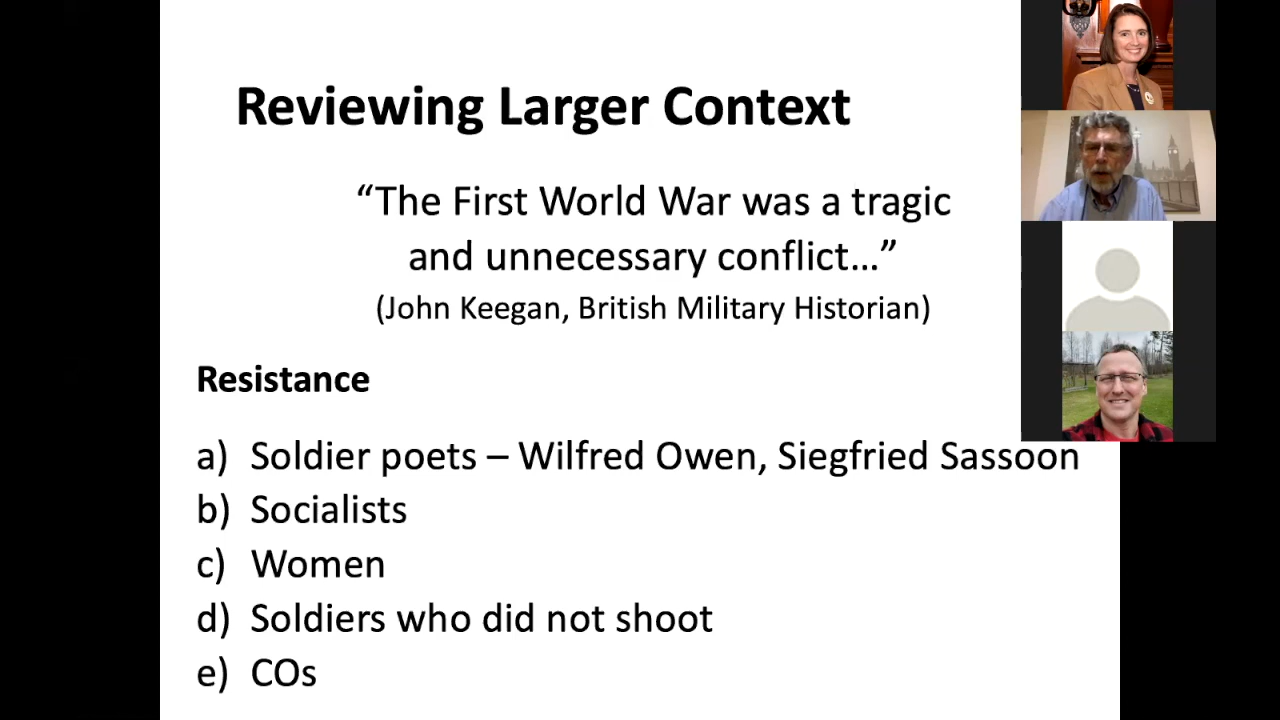 Reviewing Larger Context
“The First World War was a tragic
and unnecessary conflict…”
(John Keegan, British Military Historian)
Resistance
a) Soldier poets – Wilfred Owen, Siegfried Sassoon
b) Socialists
c) Women
d) Soldiers who did not shoot
e) COs